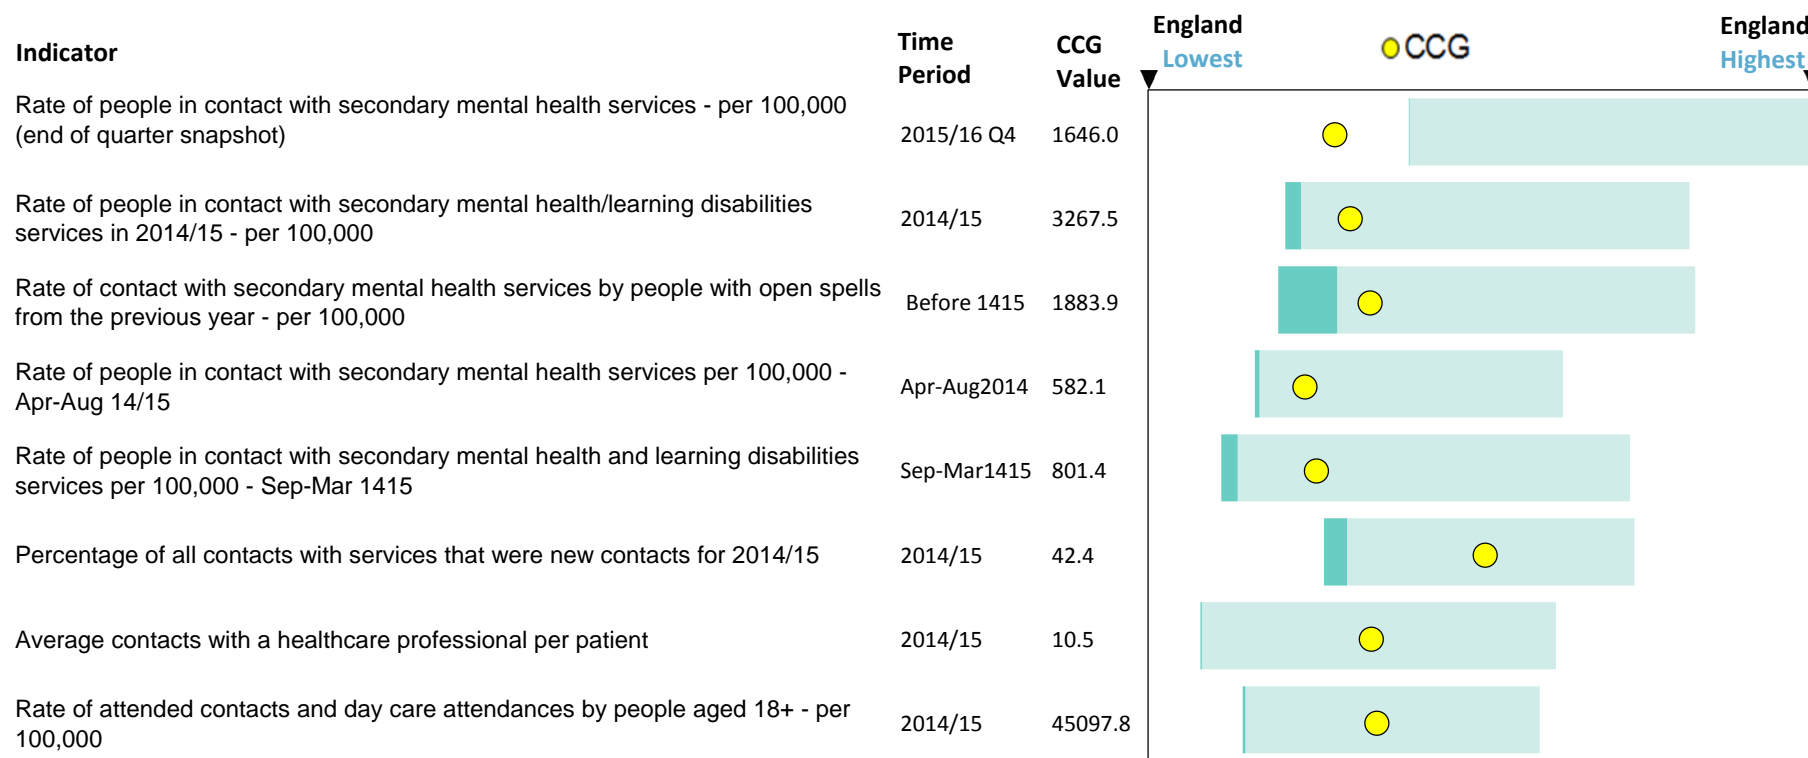 Indicator
Time Period
CCG Value
England Lowest
CCG
England Highest
Rate of people in contact with secondary mental health services - per 100,000
(end of quarter snapshot)
2015/16 Q4 1646.0
Rate of people in contact with secondary mental health/learning disabilities
services in 2014/15 - per 100,000
2014/15 3267.5
Rate of contact with secondary mental health services by people with open spells
from the previous year - per 100,000
Before 1415 1883.9
Rate of people in contact with secondary mental health services per 100,000 -
Apr-Aug 14/15
Apr-Aug2014 582.1
Rate of people in contact with secondary mental health and learning disabilities
services per 100,000 - Sep-Mar 1415
Sep-Mar1415 801.4
Percentage of all contacts with services that were new contacts for 2014/15
2014/15 42.4
Average contacts with a healthcare professional per patient
2014/15 10.5
Rate of attended contacts and day care attendances by people aged 18+ - per
100,000
2014/15 45097.8